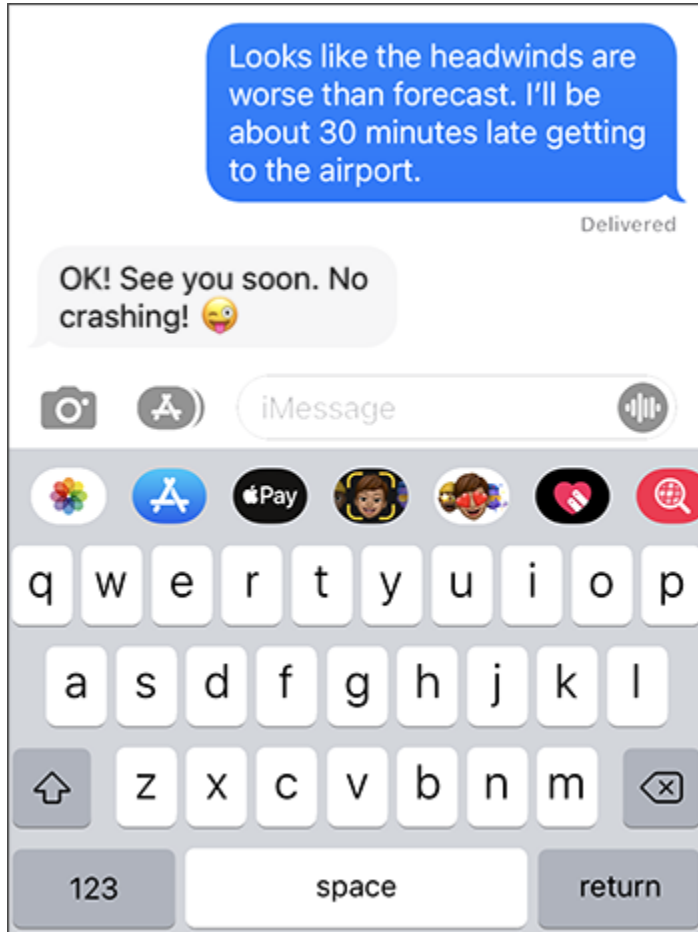 Looks like the headwinds are
worse than forecast. I’ll be
about 30 minutes late getting
to the airport.
Delivered
OK! See you soon. No
crashing! 😜
iMessage
Pay
q w e r t y u i o p
a s d f g h j k l
z x c v b n m
123 space return